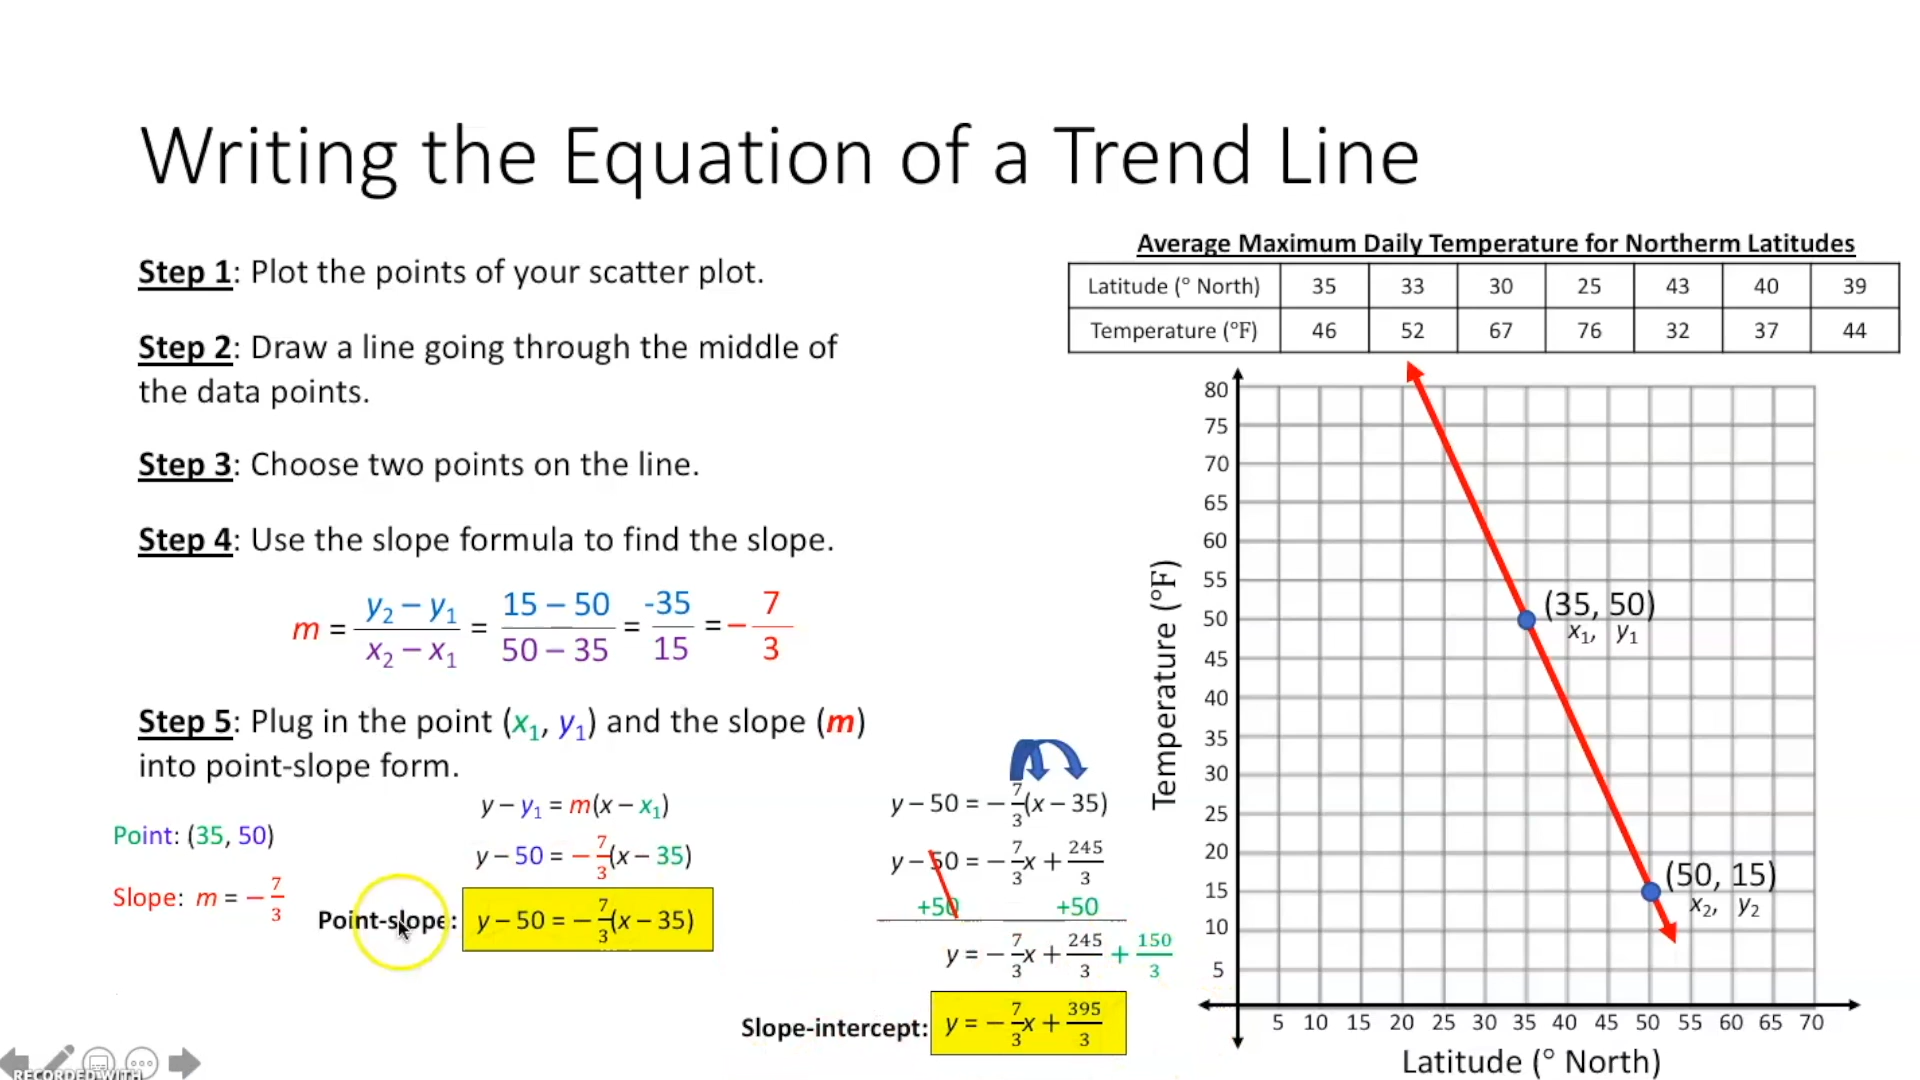 Writing the Equation of a Trend Line
Step 1: Plot the points of your scatter plot.
Step 2: Draw a line going through the middle of
the data points.
Step 3: Choose two points on the line.
Step 4: Use the slope formula to find the slope.
m = y₂ – y₁ / x₂ – x₁ = 15 – 50 / 50 – 35 = -35 / 15 = – 7 / 3
Step 5: Plug in the point (x₁, y₁) and the slope (m)
into point-slope form.
Point: (35, 50)
Slope: m = – 7/3
y – y₁ = m(x – x₁)
y – 50 = – 7/3(x – 35)
Point-slope: y – 50 = – 7/3(x – 35)
y – 50 = – 7/3(x – 35)
y – 50 = – 7/3x + 245/3
+50 +50
y = – 7/3x + 245/3 + 150/3
Slope-intercept: y = – 7/3x + 395/3
Average Maximum Daily Temperature for Northerm Latitudes
Latitude (° North) 35 33 30 25 43 40 39
Temperature (°F) 46 52 67 76 32 37 44
80
75
70
65
60
55
50
45
40
35
30
25
20
15
10
5
Temperature (°F)
(35, 50)
x₁, y₁
(50, 15)
x₂, y₂
5 10 15 20 25 30 35 40 45 50 55 60 65 70
Latitude (° North)
RECORDED WITH